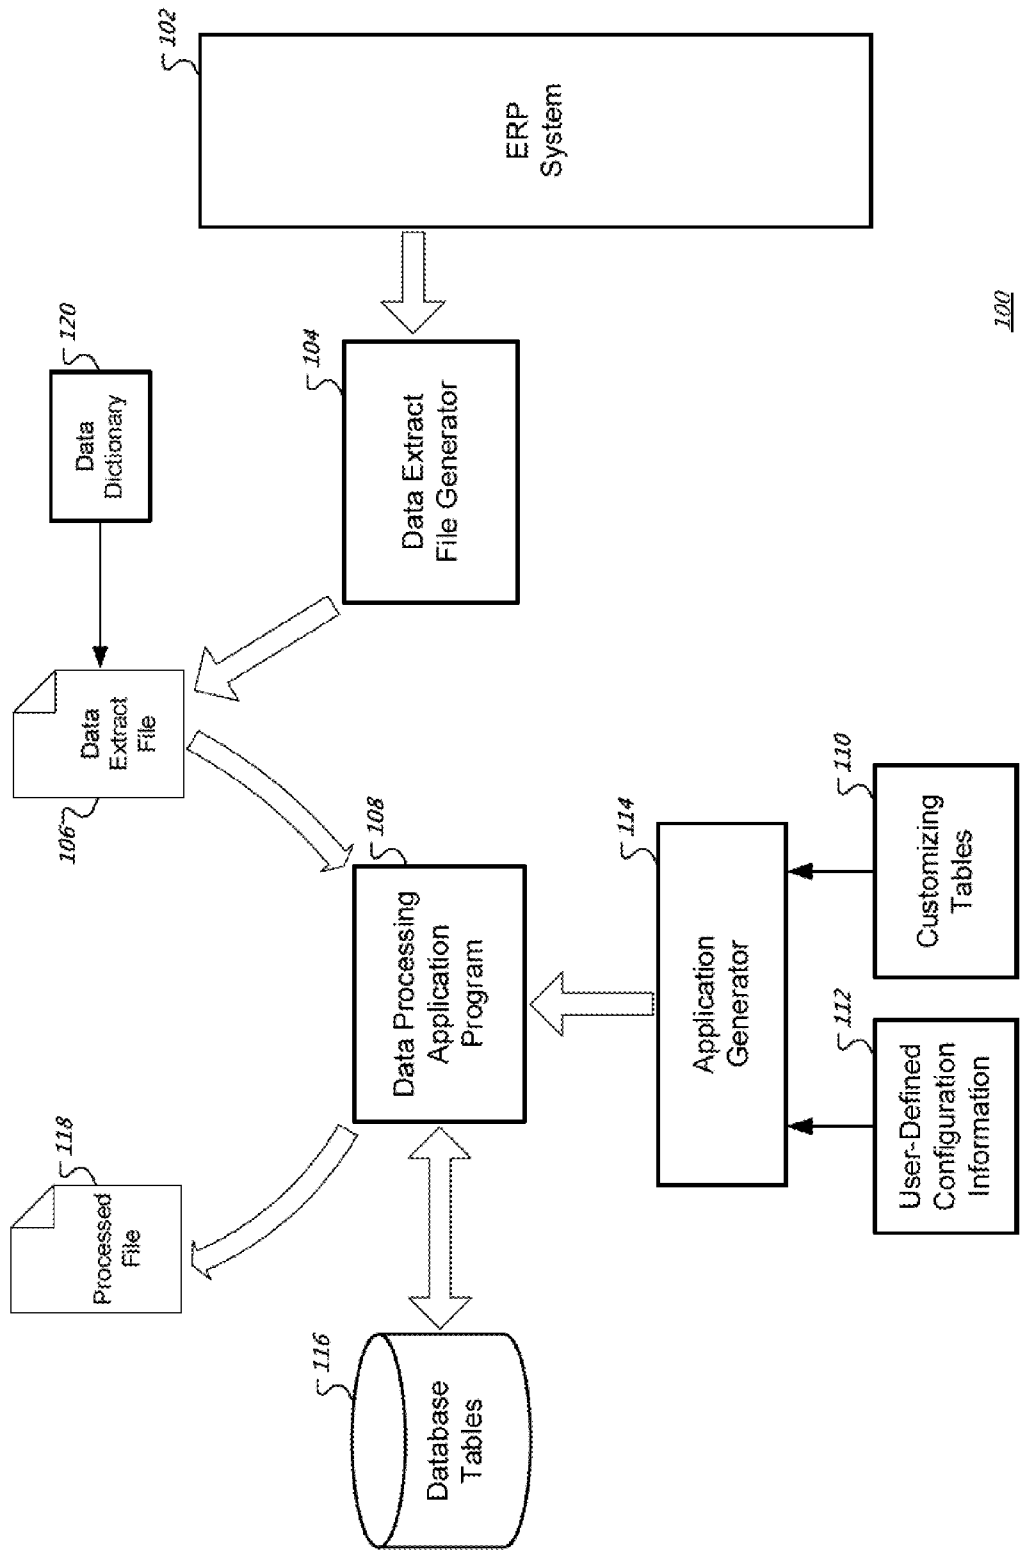 118
Processed
File
106
Data
Extract
File
120
Data
Dictionary
116
Database
Tables
108
Data Processing
Application
Program
104
Data Extract
File Generator
102
ERP
System
114
Application
Generator
112
User-Defined
Configuration
Information
110
Customizing
Tables
100